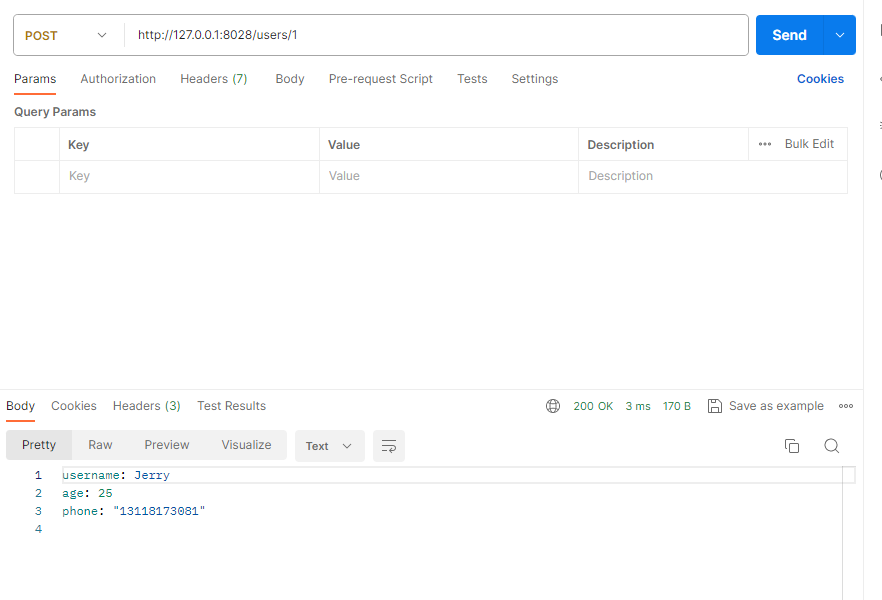 POST http://127.0.0.1:8028/users/1 Send
Params Authorization Headers (7) Body Pre-request Script Tests Settings Cookies
Query Params
Key Value Description ••• Bulk Edit
Key Value Description
Body Cookies Headers (3) Test Results 200 OK 3 ms 170 B Save as example
Pretty Raw Preview Visualize Text
1 username: Jerry
2 age: 25
3 phone: "13118173081"
4